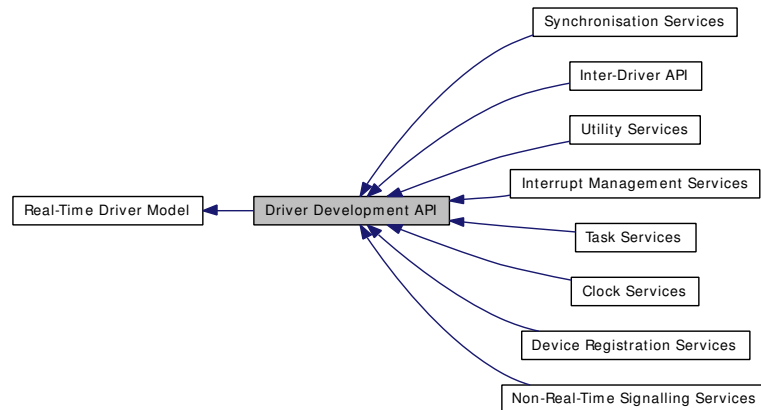 Synchronisation Services
Inter-Driver API
Utility Services
Interrupt Management Services
Real-Time Driver Model
Driver Development API
Task Services
Clock Services
Device Registration Services
Non-Real-Time Signalling Services